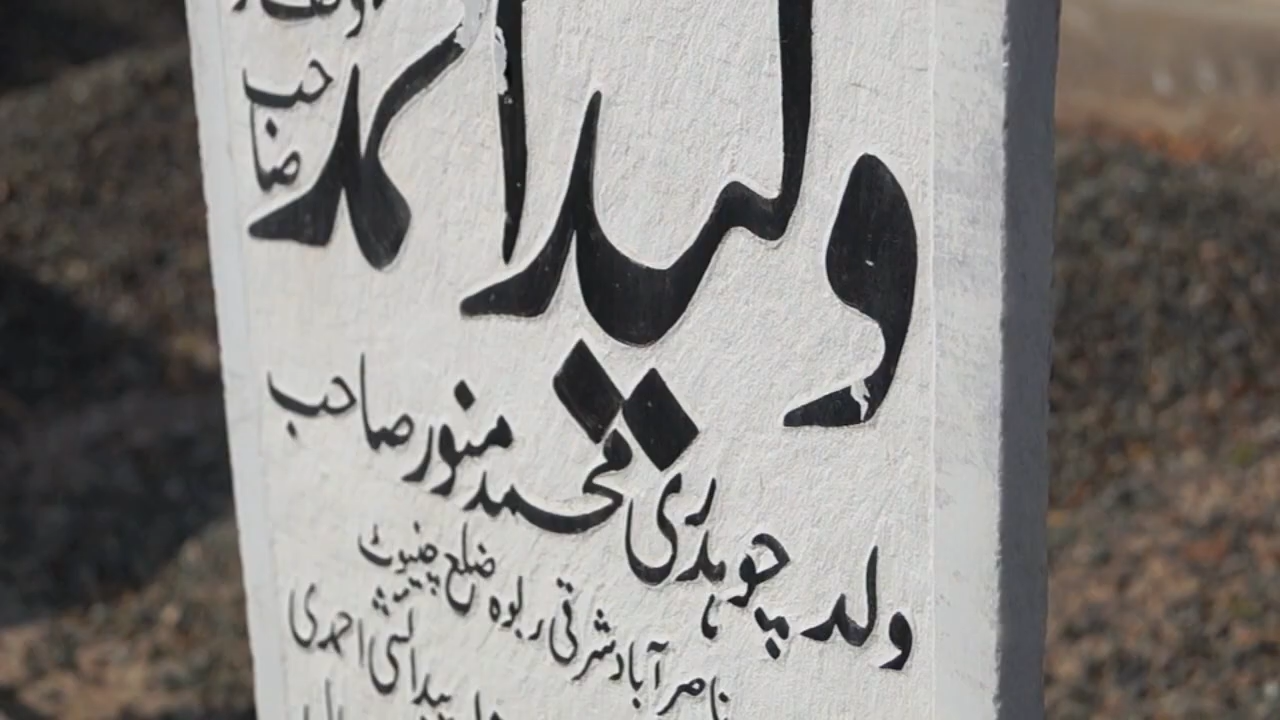 ولید احمد صاحب
ولد چوہدری محمد منور صاحب
ناصر آباد شرقی ربوہ ضلع چنیوٹ
پیدائشی احمدی